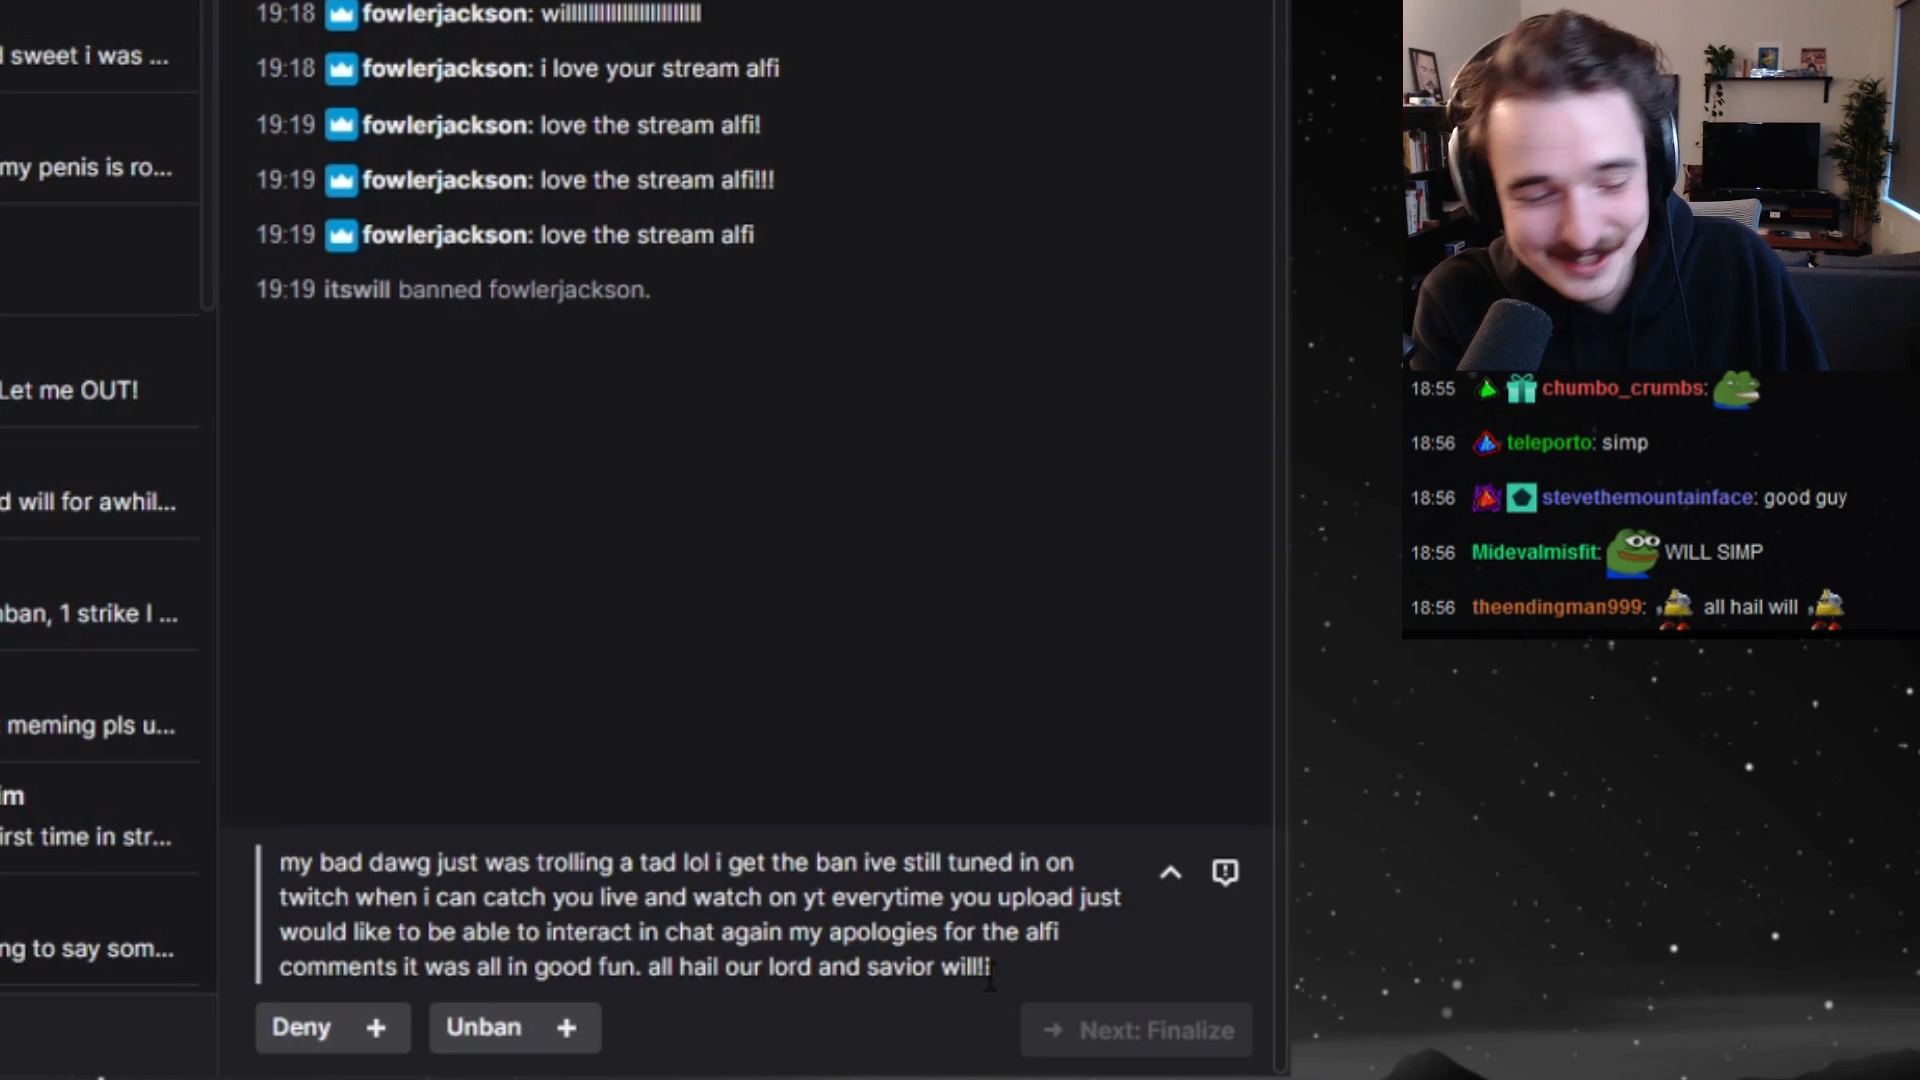 sweet i was ...
my penis is ro...
Let me OUT!
d will for awhil...
nban, 1 strike I ...
meming pls u...
im
irst time in str...
ng to say som...
19:18 fowlerjackson: willlllllllllllllllllllll
19:18 fowlerjackson: i love your stream alfi
19:19 fowlerjackson: love the stream alfi!
19:19 fowlerjackson: love the stream alfi!!!
19:19 fowlerjackson: love the stream alfi
19:19 itswill banned fowlerjackson.
my bad dawg just was trolling a tad lol i get the ban ive still tuned in on
twitch when i can catch you live and watch on yt everytime you upload just
would like to be able to interact in chat again my apologies for the alfi
comments it was all in good fun. all hail our lord and savior will!!
Deny +
Unban +
→ Next: Finalize
18:55 chumbo_crumbs:
18:56 teleporto: simp
18:56 stevethemountainface: good guy
18:56 Midevalmisfit: WILL SIMP
18:56 theendingman999: all hail will